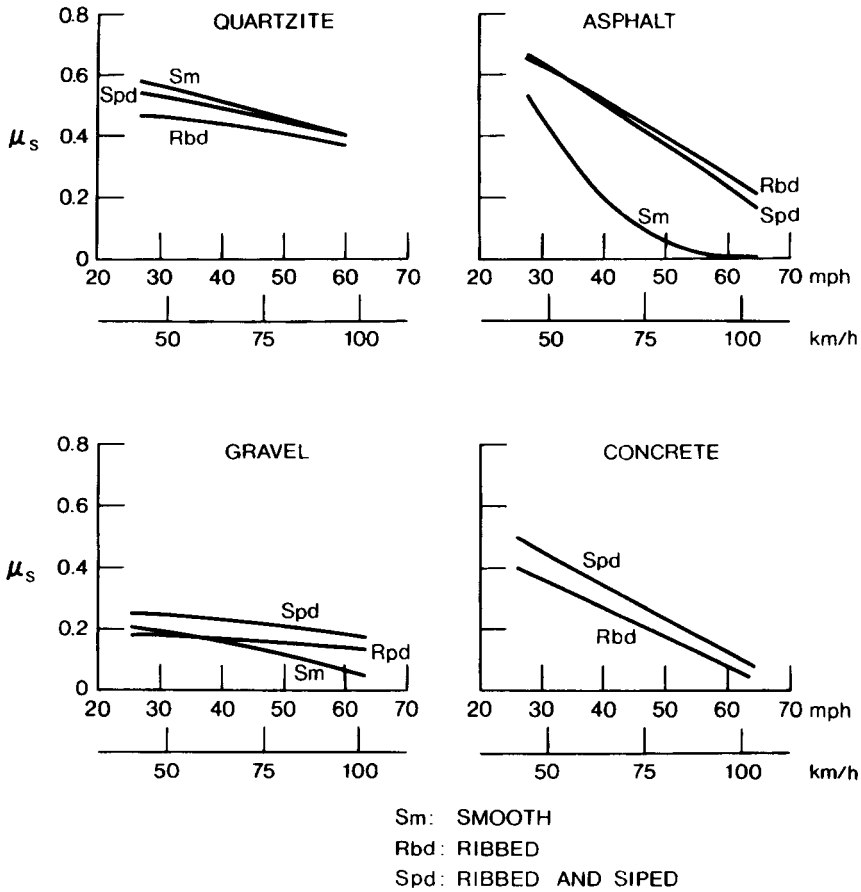 QUARTZITE
ASPHALT
0.8
0.6
0.4
0.2
0
μs
Sm
Spd
Rbd
Rbd
Spd
Sm
20 30 40 50 60 70
20 30 40 50 60 70 mph
50 75 100
50 75 100 km/h
GRAVEL
CONCRETE
0.8
0.6
0.4
0.2
0
μs
Spd
Rpd
Sm
Spd
Rbd
20 30 40 50 60 70
20 30 40 50 60 70 mph
50 75 100
50 75 100 km/h
Sm: SMOOTH
Rbd: RIBBED
Spd: RIBBED AND SIPED